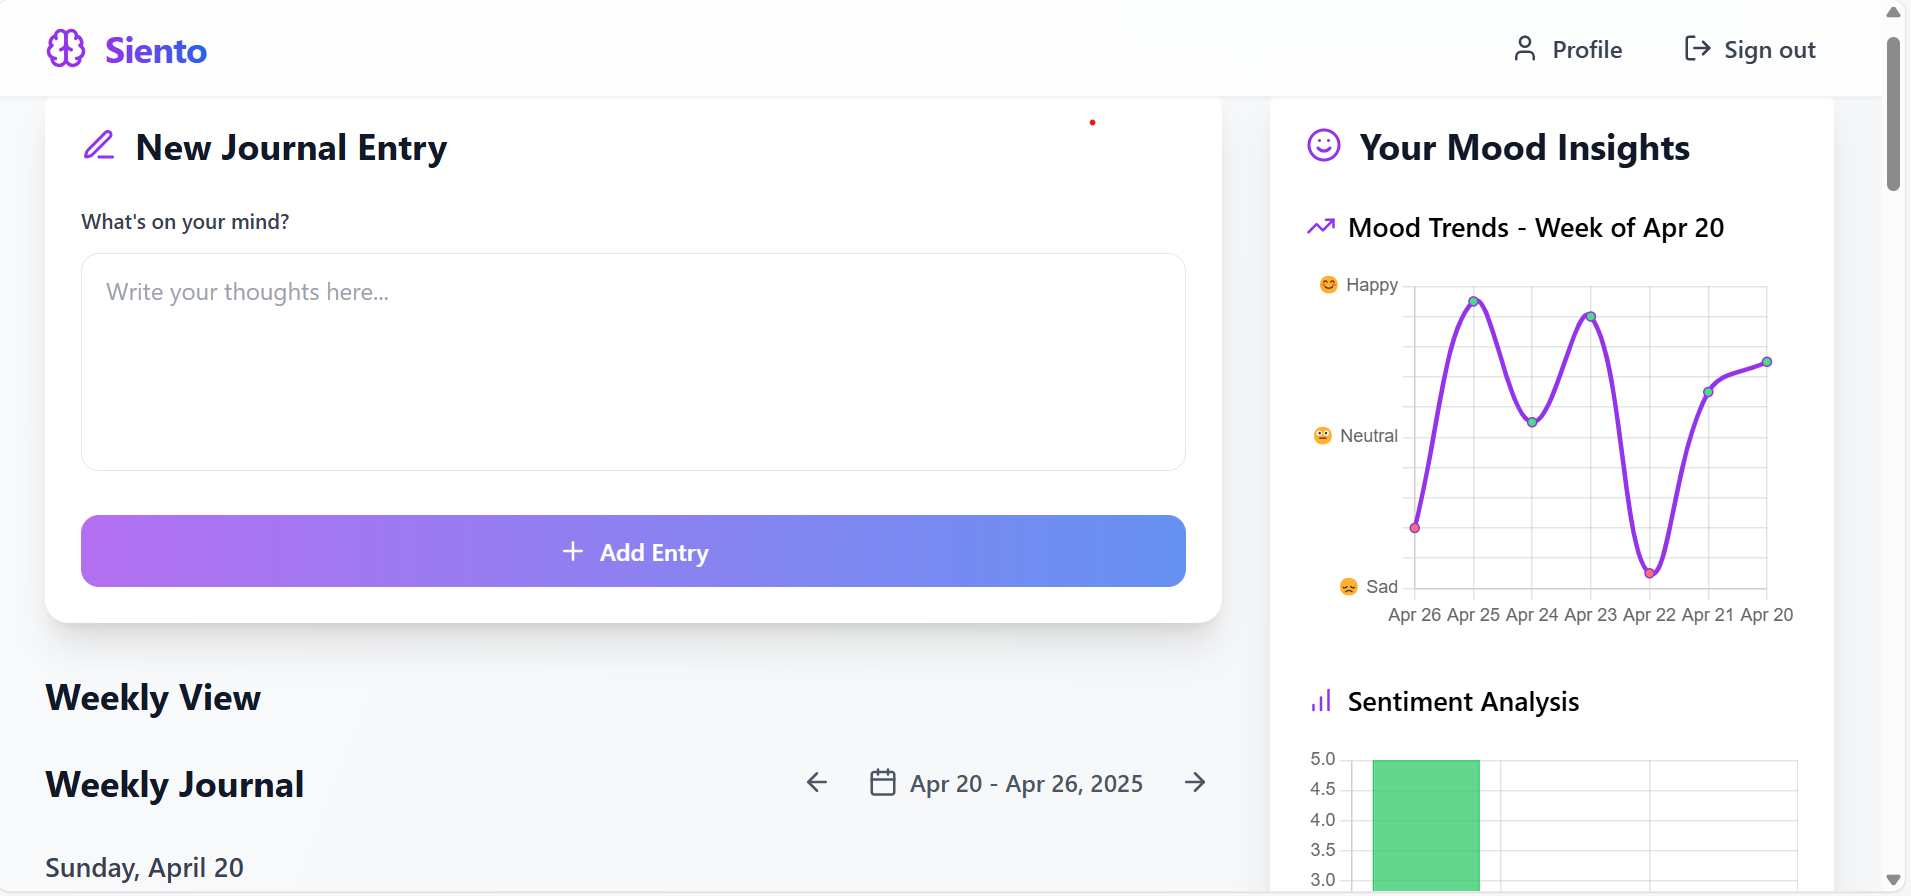 Siento
Profile
Sign out
New Journal Entry
What's on your mind?
Write your thoughts here...
+ Add Entry
Weekly View
Weekly Journal
Apr 20 - Apr 26, 2025
Sunday, April 20
Your Mood Insights
Mood Trends - Week of Apr 20
😊 Happy
😐 Neutral
😞 Sad
Apr 26 Apr 25 Apr 24 Apr 23 Apr 22 Apr 21 Apr 20
Sentiment Analysis
5.0
4.5
4.0
3.5
3.0